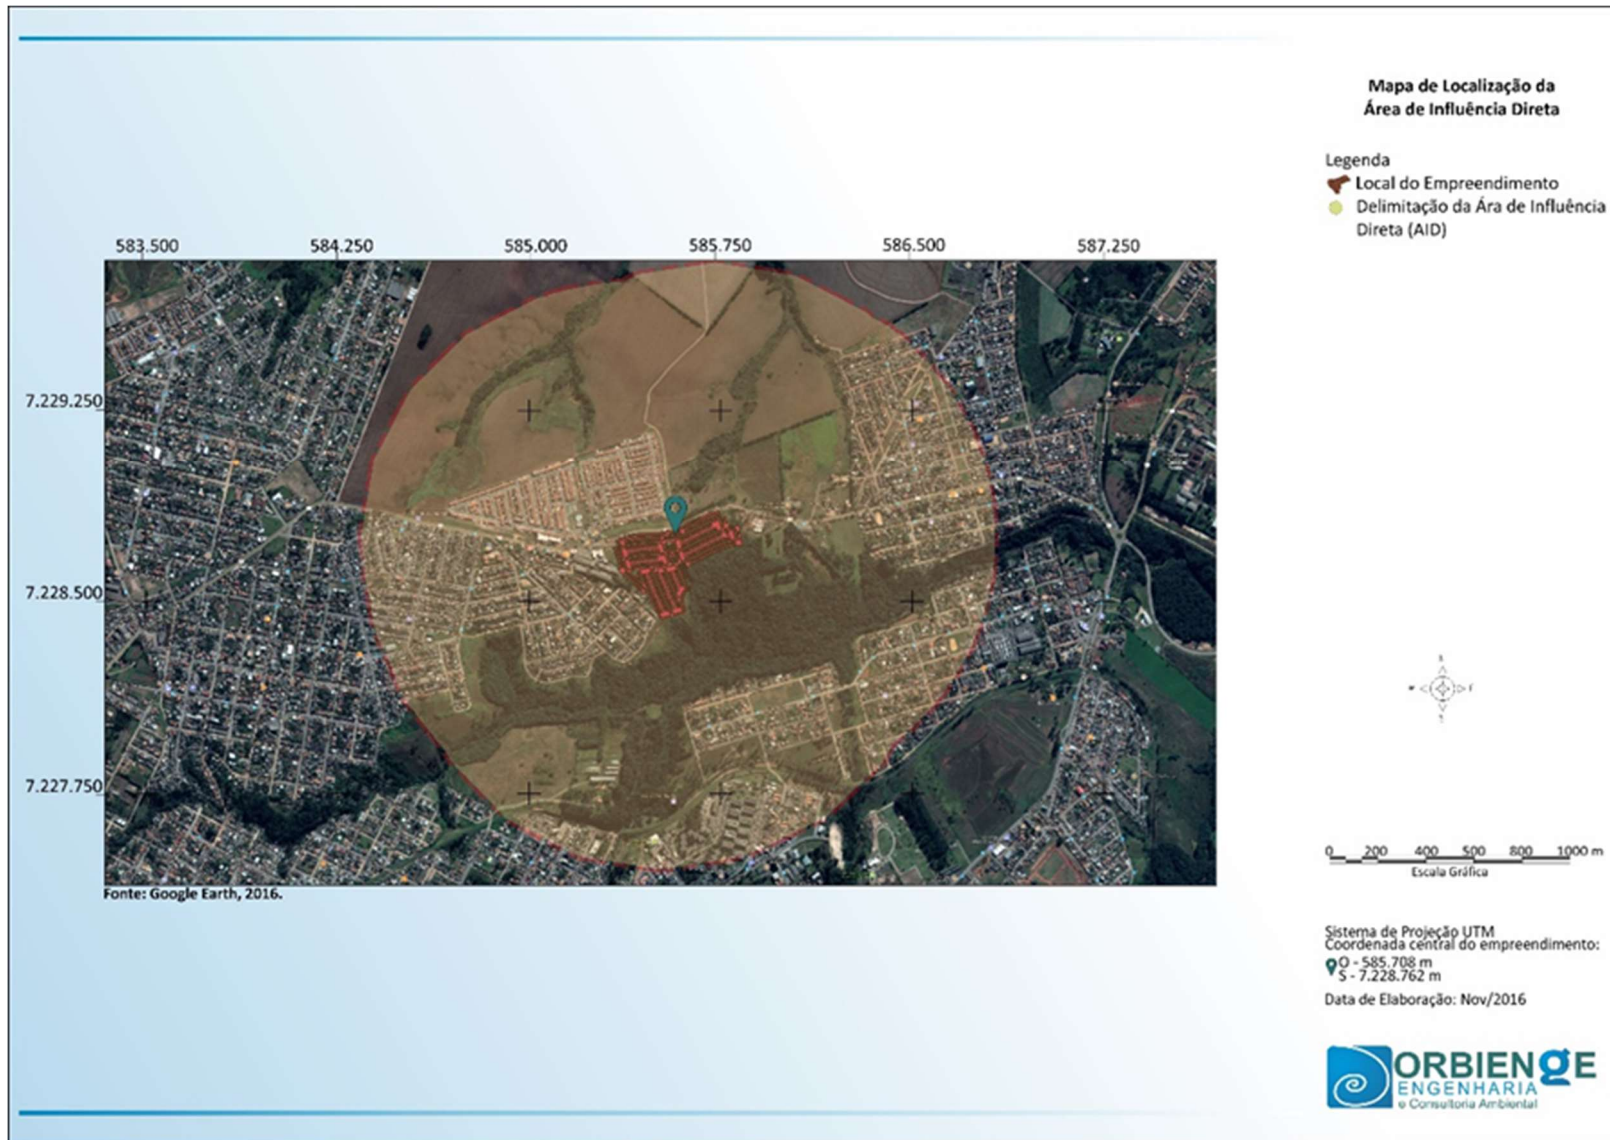 Mapa de Localização da
Área de Influência Direta
Legenda
Local do Empreendimento
Delimitação da Ára de Influência
Direta (AID)
583.500 584.250 585.000 585.750 586.500 587.250
7.229.250
7.228.500
7.227.750
Fonte: Google Earth, 2016.
0 200 400 500 800 1000 m
Escala Gráfica
Sistema de Projeção UTM
Coordenada central do empreendimento:
O - 585.708 m
S - 7.228.762 m
Data de Elaboração: Nov/2016
ORBIENgE
ENGENHARIA
e Consultoria Ambiental